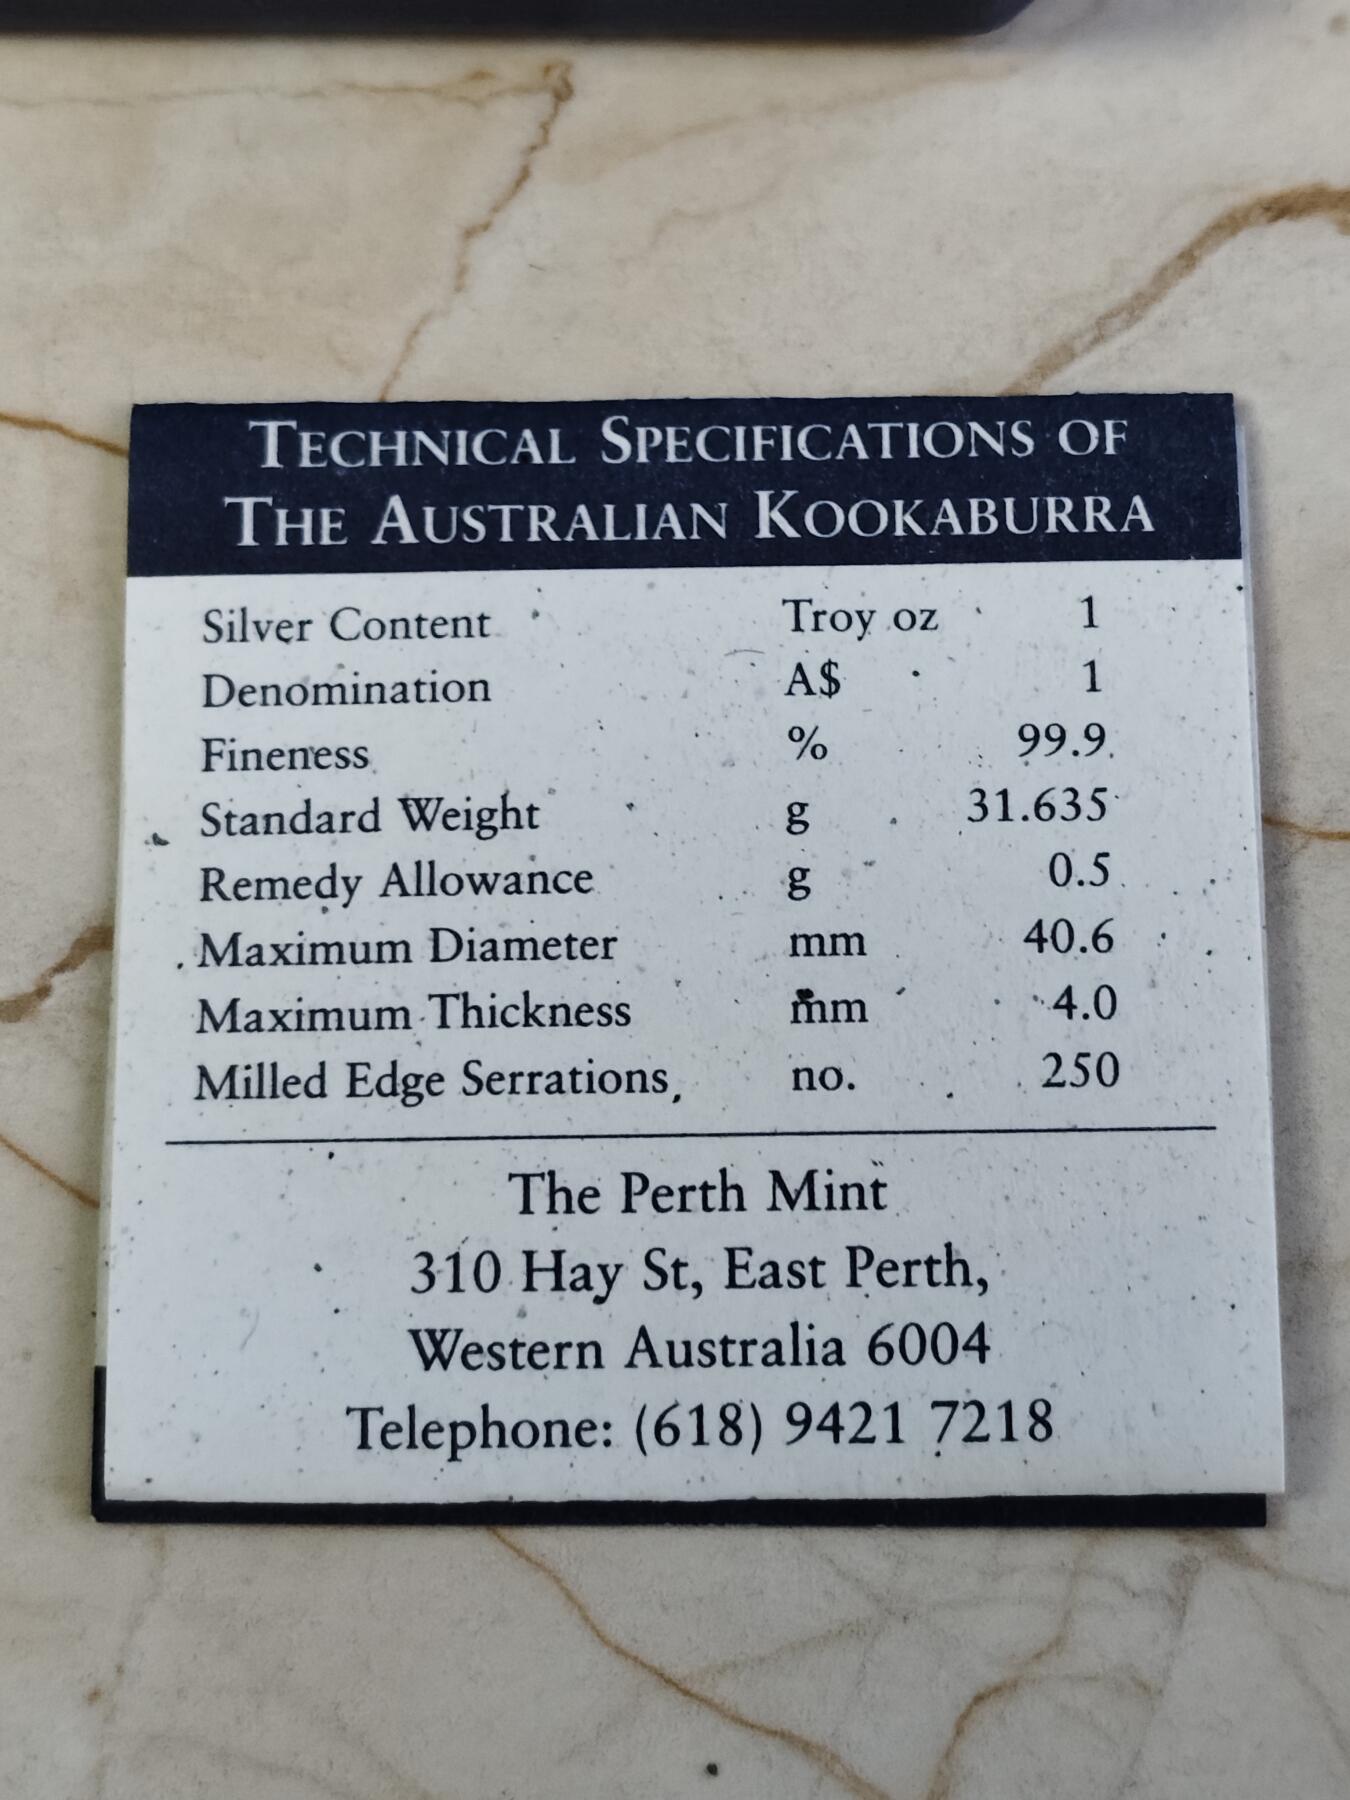 TECHNICAL SPECIFICATIONS OF
THE AUSTRALIAN KOOKABURRA
Silver Content Troy oz 1
Denomination A$ 1
Fineness % 99.9
Standard Weight g 31.635
Remedy Allowance g 0.5
Maximum Diameter mm 40.6
Maximum Thickness mm 4.0
Milled Edge Serrations no. 250
The Perth Mint
310 Hay St, East Perth,
Western Australia 6004
Telephone: (618) 9421 7218